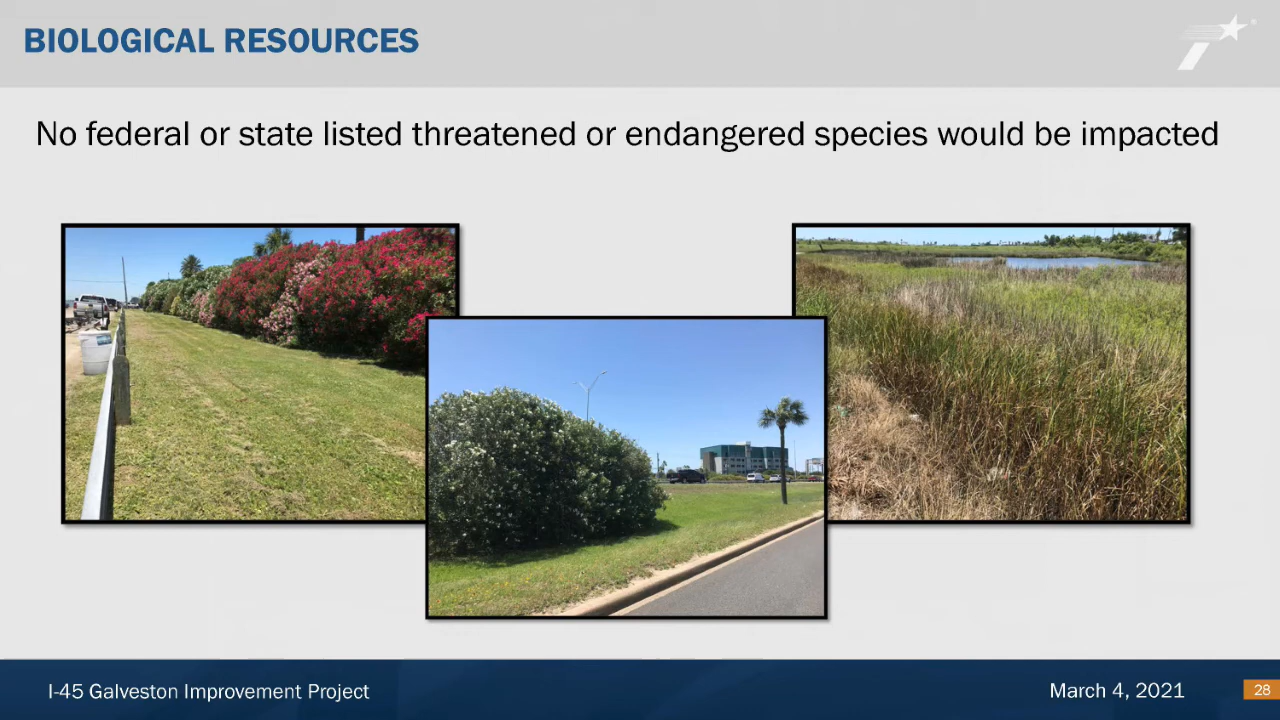 BIOLOGICAL RESOURCES
No federal or state listed threatened or endangered species would be impacted
I-45 Galveston Improvement Project
March 4, 2021
28